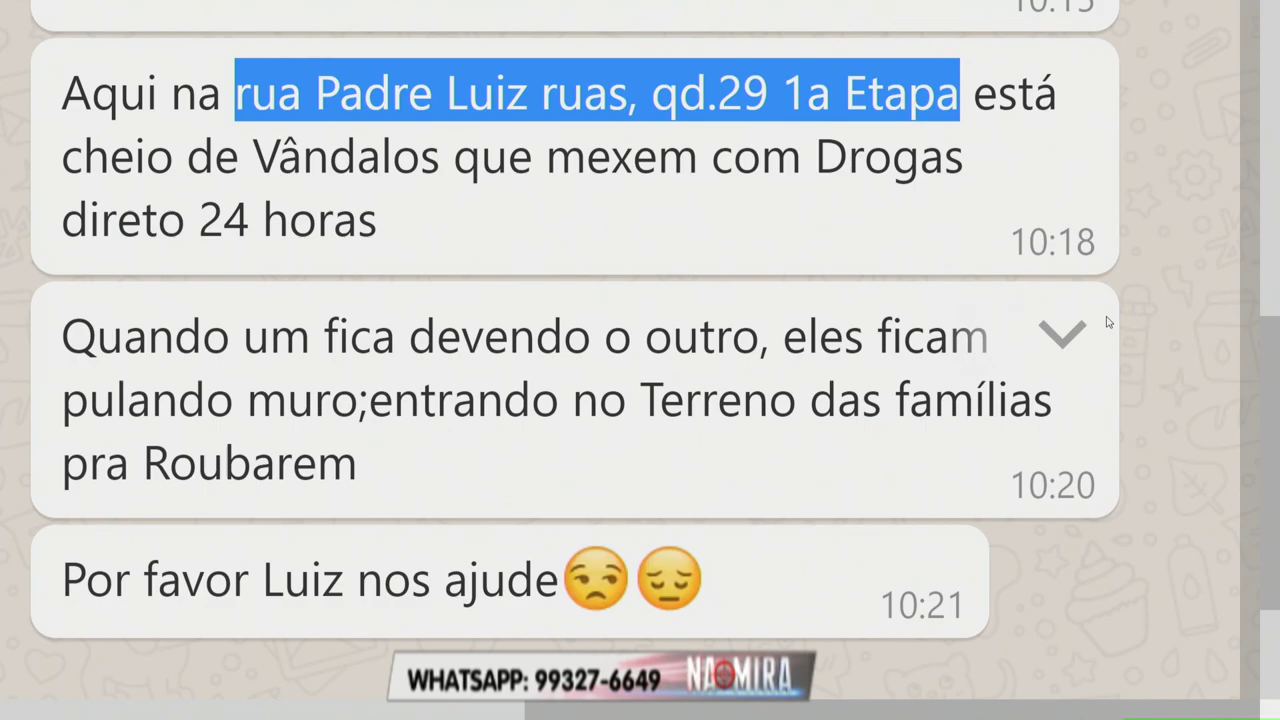 10:15
Aqui na rua Padre Luiz ruas, qd.29 1a Etapa está
cheio de Vândalos que mexem com Drogas
direto 24 horas
10:18
Quando um fica devendo o outro, eles ficam
pulando muro;entrando no Terreno das famílias
pra Roubarem
10:20
Por favor Luiz nos ajude😒😔
10:21
WHATSAPP: 99327-6649 NA MIRA